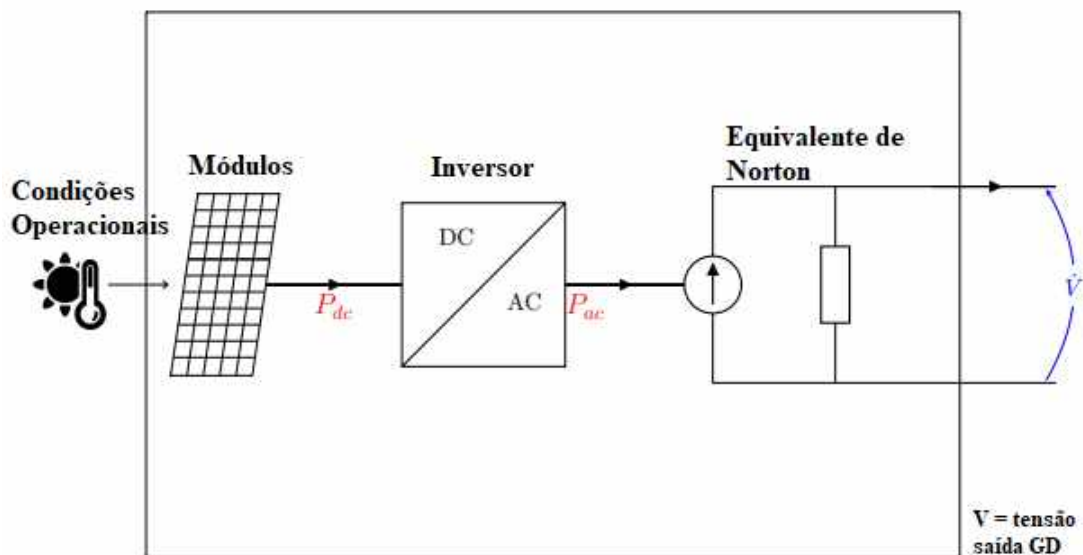 Equivalente de
Norton
Módulos
Inversor
Condições
Operacionais
DC
AC
P_dc
P_ac
V̇
V = tensão
saída GD